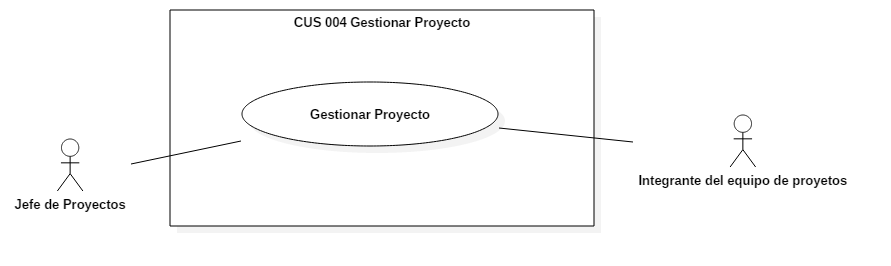 CUS 004 Gestionar Proyecto
Gestionar Proyecto
Jefe de Proyectos
Integrante del equipo de proyetos